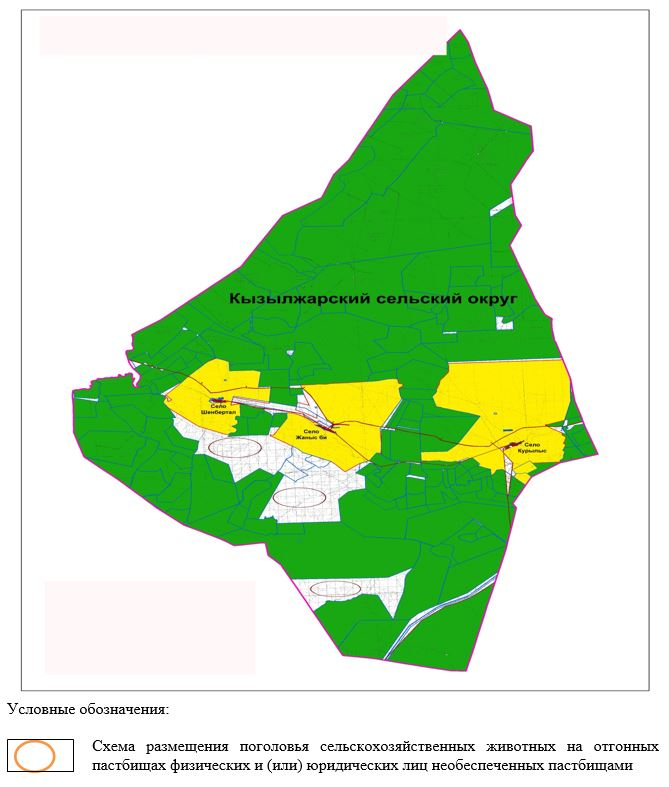 Кызылжарский сельский округ
Село
Шенбертал
Село
Жаныс би
Село
Курылыс
Условные обозначения:
Схема размещения поголовья сельскохозяйственных животных на отгонных
пастбищах физических и (или) юридических лиц необеспеченных пастбищами